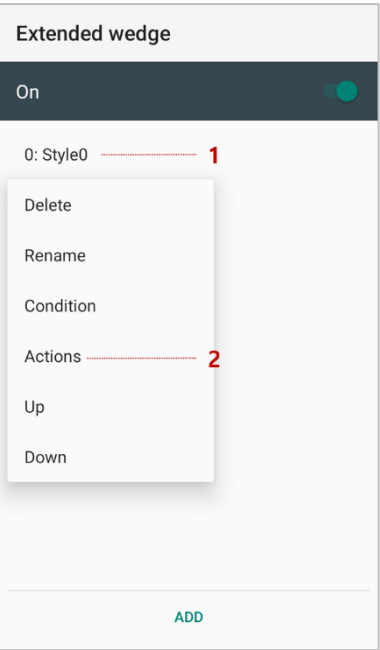 Extended wedge
On
0: Style0 1
Delete
Rename
Condition
Actions 2
Up
Down
ADD